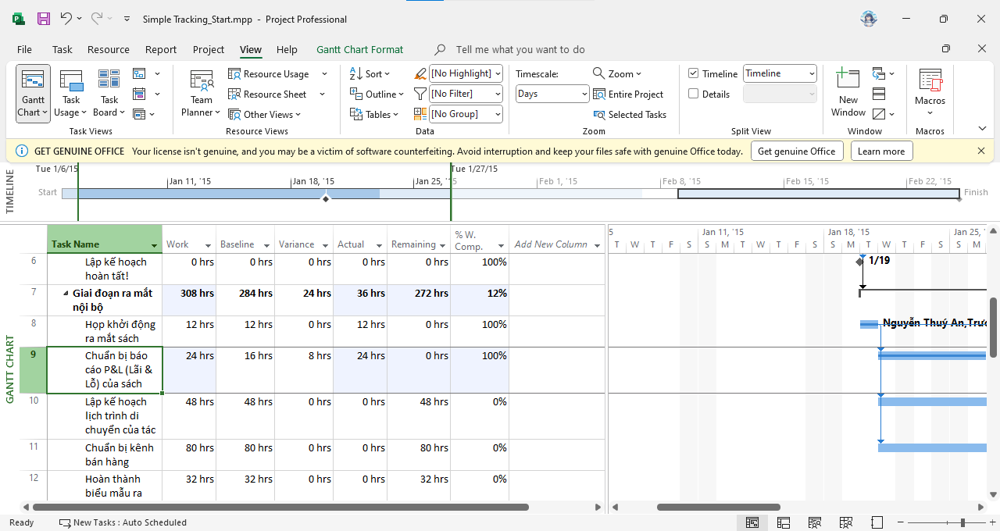 Simple Tracking_Start.mpp - Project Professional
File Task Resource Report Project View Help Gantt Chart Format Tell me what you want to do
Gantt Chart
Task Usage
Task Board
Task Views
Team Planner
Resource Usage
Resource Sheet
Other Views
Resource Views
Sort
Outline
Tables
[No Highlight]
[No Filter]
[No Group]
Data
Timescale:
Days
Zoom
Entire Project
Selected Tasks
Zoom
Timeline Timeline
Details
Split View
New Window
Window
Macros
Macros
GET GENUINE OFFICE Your license isn't genuine, and you may be a victim of software counterfeiting. Avoid interruption and keep your files safe with genuine Office today. Get genuine Office Learn more
TIMELINE
Tue 1/6/15 Tue 1/27/15
Jan 11, '15 Jan 18, '15 Jan 25, '15 Feb 1, '15 Feb 8, '15 Feb 15, '15 Feb 22, '15
Start Finish
GANTT CHART
Task Name Work Baseline Variance Actual Remaining % W. Comp. Add New Column
6 Lập kế hoạch hoàn tất! 0 hrs 0 hrs 0 hrs 0 hrs 0 hrs 100%
7 Giai đoạn ra mắt nội bộ 308 hrs 284 hrs 24 hrs 36 hrs 272 hrs 12%
8 Họp khởi động ra mắt sách 12 hrs 12 hrs 0 hrs 12 hrs 0 hrs 100%
9 Chuẩn bị báo cáo P&L (Lãi & Lỗ) của sách 24 hrs 16 hrs 8 hrs 24 hrs 0 hrs 100%
10 Lập kế hoạch lịch trình di chuyển của tác 48 hrs 48 hrs 0 hrs 0 hrs 48 hrs 0%
11 Chuẩn bị kênh bán hàng 80 hrs 80 hrs 0 hrs 0 hrs 80 hrs 0%
12 Hoàn thành biểu mẫu ra 32 hrs 32 hrs 0 hrs 0 hrs 32 hrs 0%
5 Jan 11, '15 Jan 18, '15 Jan 25, '
T W T F S S M T W T F S S M T W T F S S M
1/19
Nguyễn Thuý An,Trươ
Ready New Tasks : Auto Scheduled